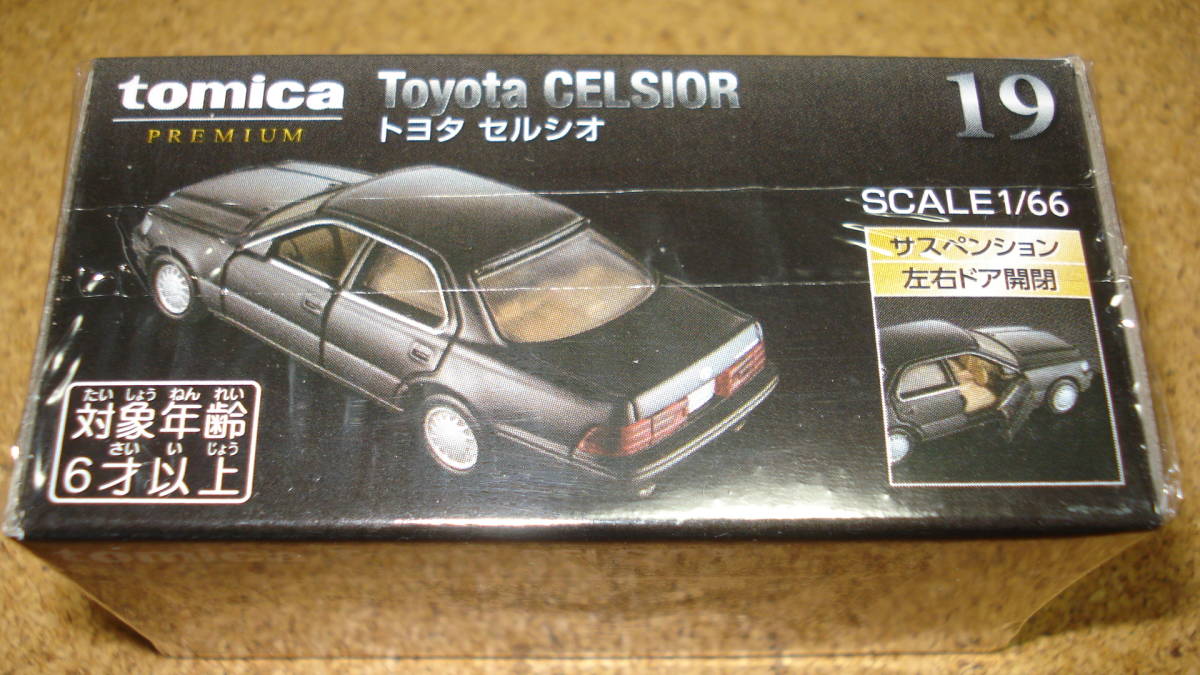 tomica
PREMIUM
Toyota CELSIOR
トヨタ セルシオ
19
SCALE1/66
サスペンション
左右ドア開閉
たい しょう ねん れい
対象年齢
さい い じょう
6才以上